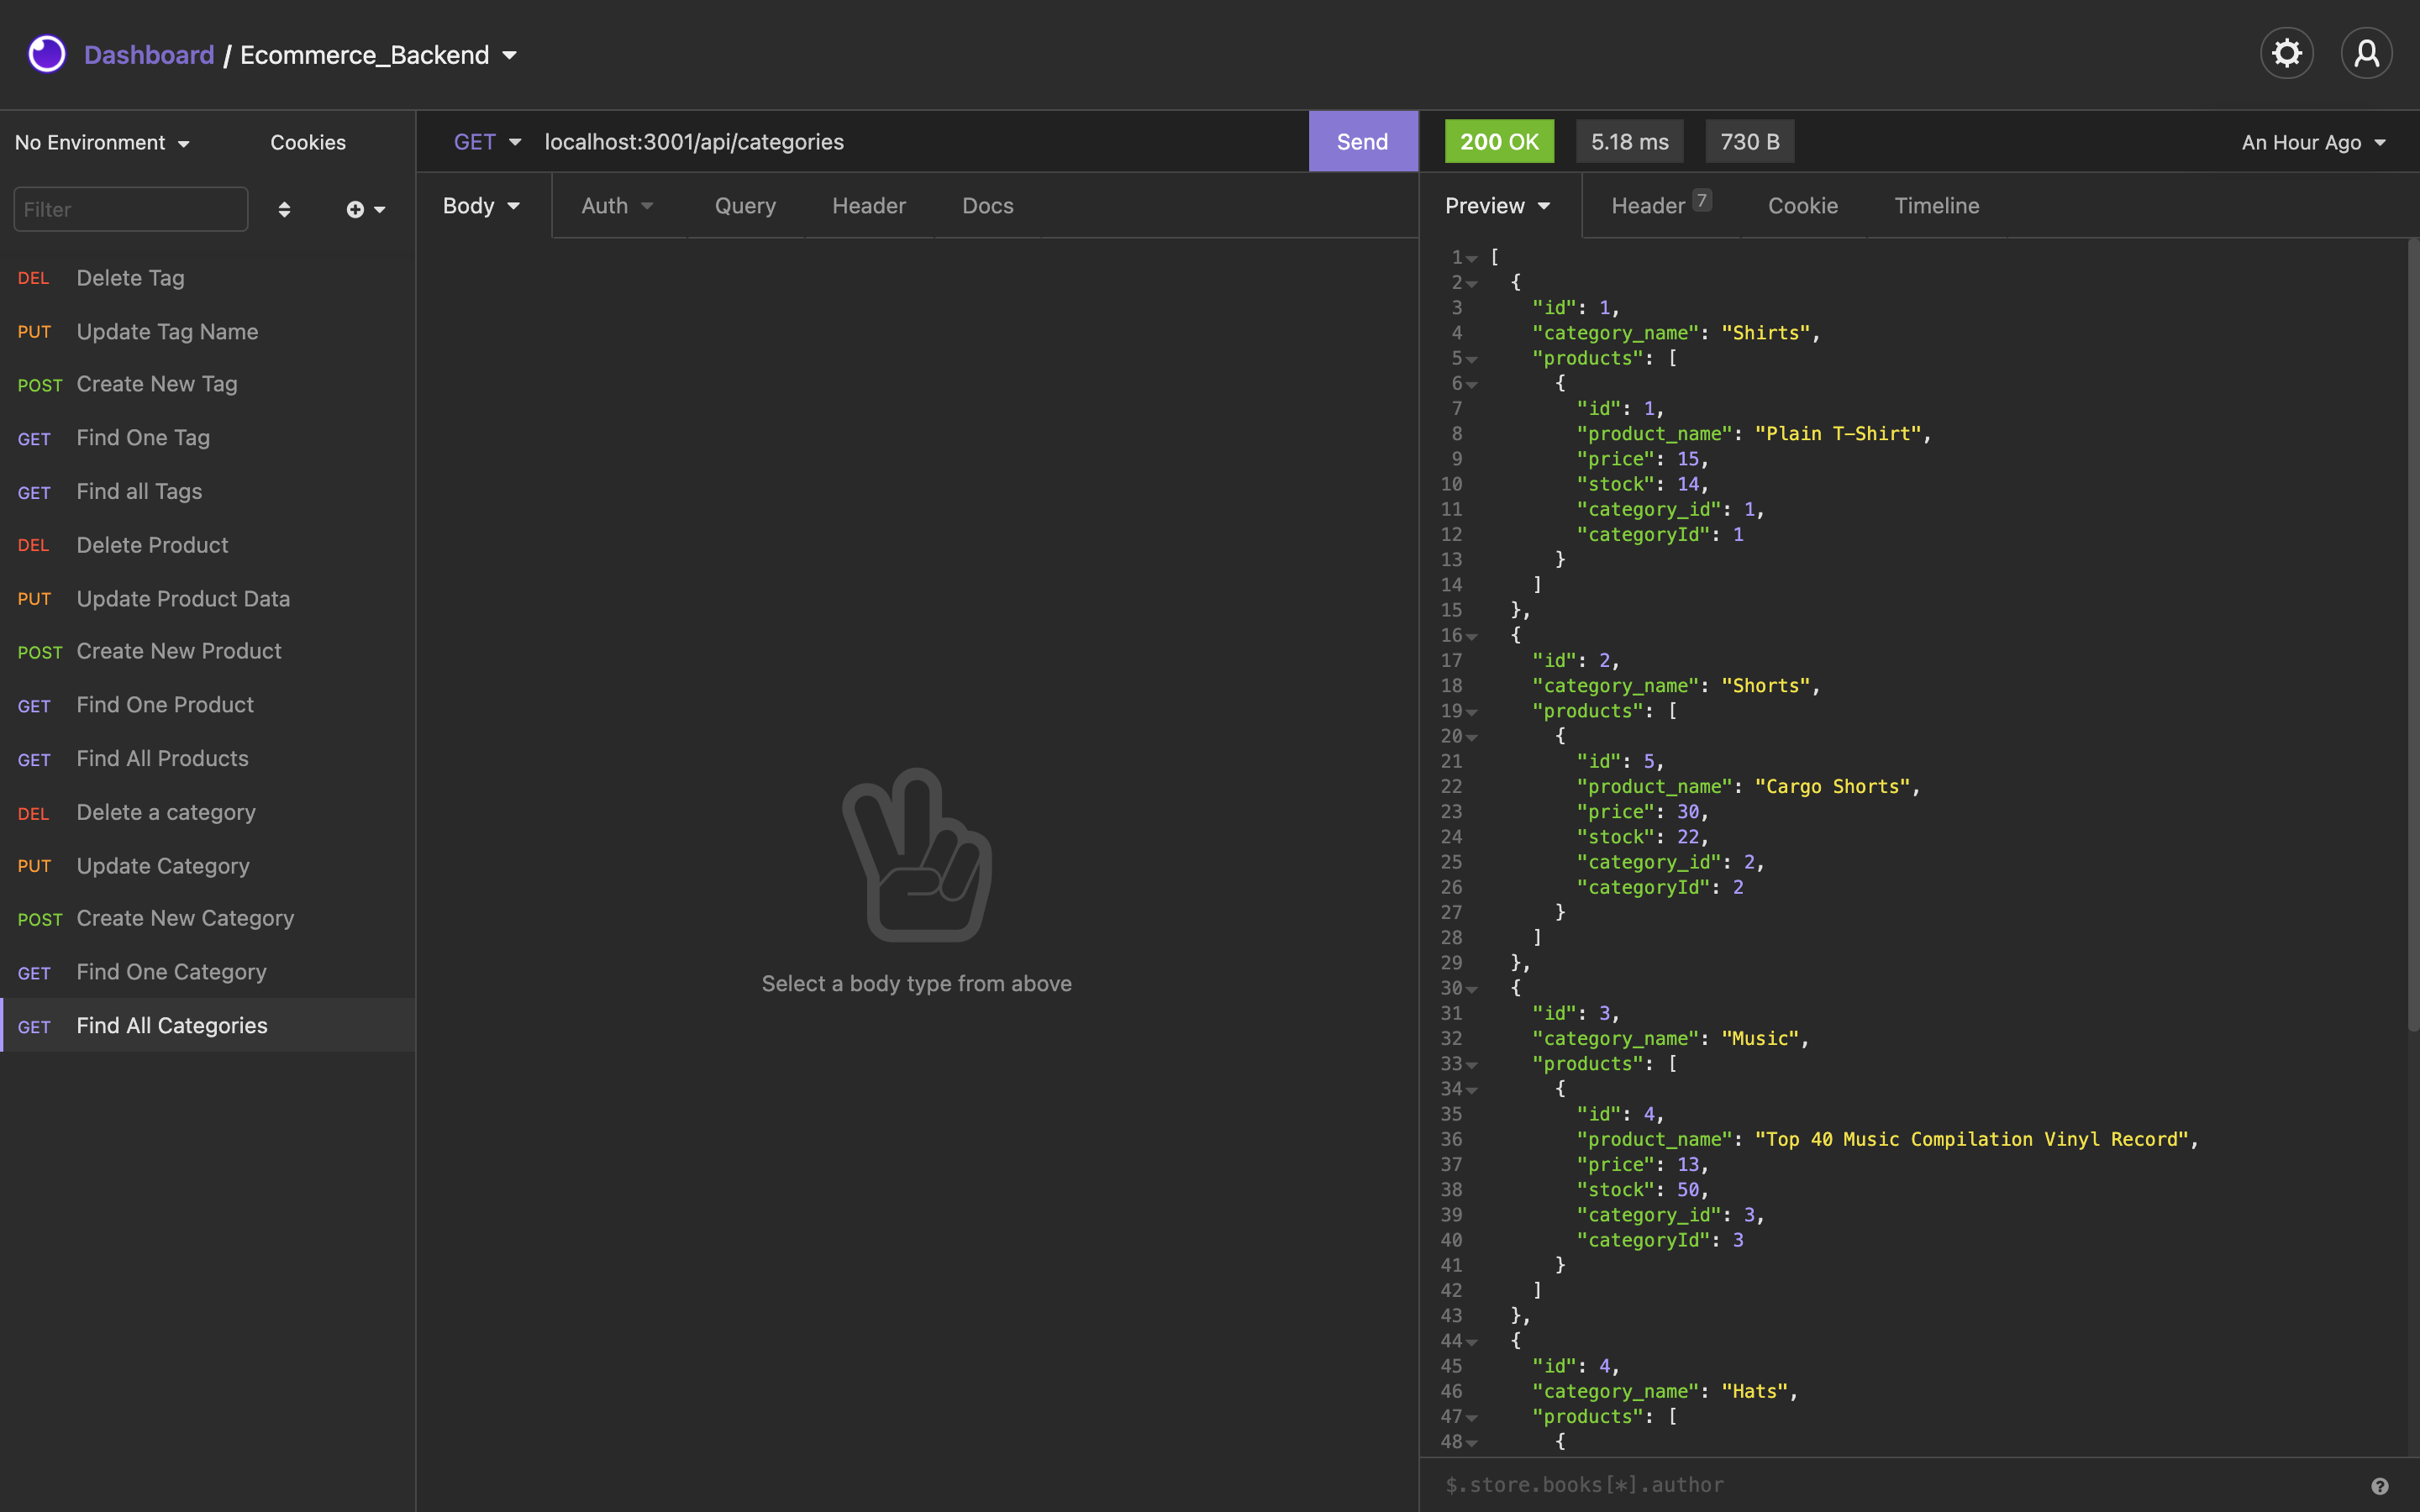 Dashboard / Ecommerce_Backend
No Environment
Cookies
Filter
DEL Delete Tag
PUT Update Tag Name
POST Create New Tag
GET Find One Tag
GET Find all Tags
DEL Delete Product
PUT Update Product Data
POST Create New Product
GET Find One Product
GET Find All Products
DEL Delete a category
PUT Update Category
POST Create New Category
GET Find One Category
GET Find All Categories
GET localhost:3001/api/categories Send
Body Auth Query Header Docs
Select a body type from above
200 OK 5.18 ms 730 B An Hour Ago
Preview Header 7 Cookie Timeline
1 [
2 {
3 "id": 1,
4 "category_name": "Shirts",
5 "products": [
6 {
7 "id": 1,
8 "product_name": "Plain T-Shirt",
9 "price": 15,
10 "stock": 14,
11 "category_id": 1,
12 "categoryId": 1
13 }
14 ]
15 },
16 {
17 "id": 2,
18 "category_name": "Shorts",
19 "products": [
20 {
21 "id": 5,
22 "product_name": "Cargo Shorts",
23 "price": 30,
24 "stock": 22,
25 "category_id": 2,
26 "categoryId": 2
27 }
28 ]
29 },
30 {
31 "id": 3,
32 "category_name": "Music",
33 "products": [
34 {
35 "id": 4,
36 "product_name": "Top 40 Music Compilation Vinyl Record",
37 "price": 13,
38 "stock": 50,
39 "category_id": 3,
40 "categoryId": 3
41 }
42 ]
43 },
44 {
45 "id": 4,
46 "category_name": "Hats",
47 "products": [
48 {
$.store.books[*].author